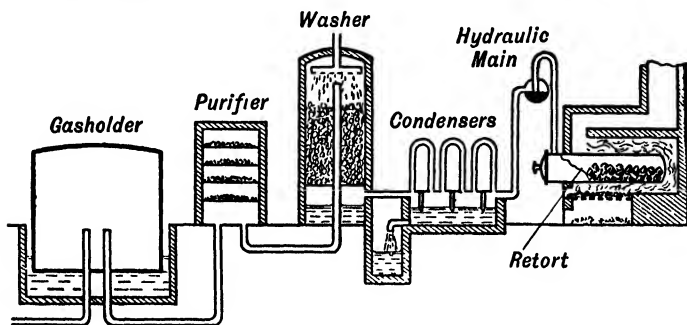 Washer
Hydraulic
Main
Purifier
Condensers
Gasholder
Retort